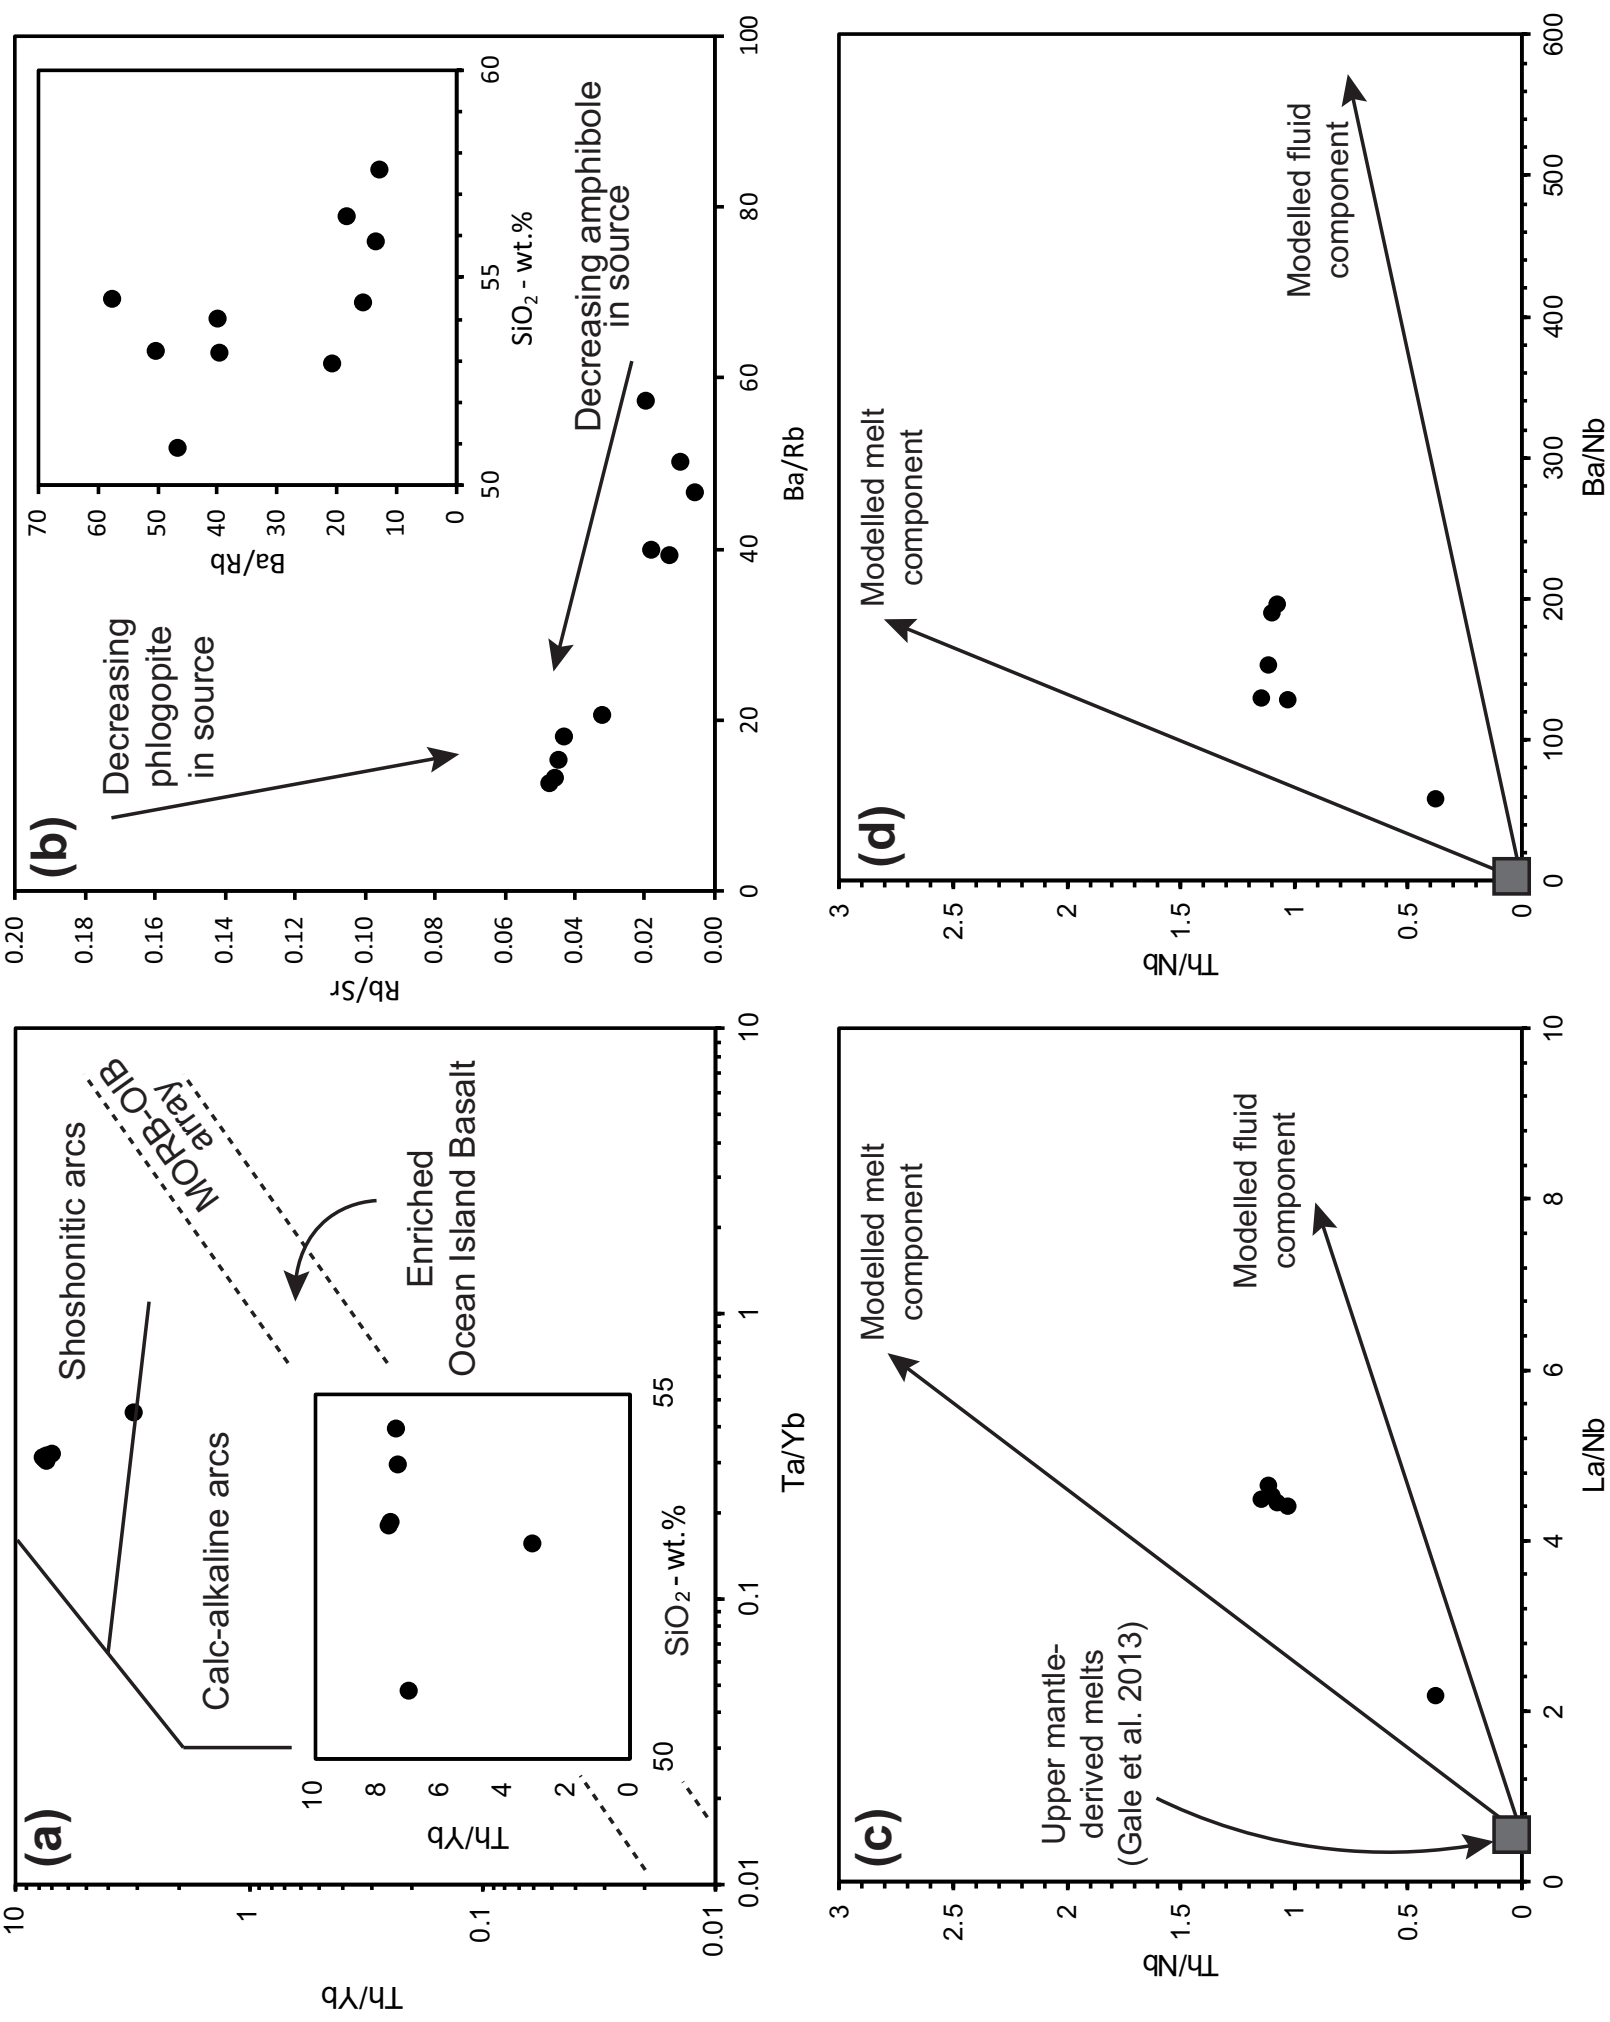 (a)
10
1
0.1
0.01
Th/Yb
0.01
0.1
1
10
Ta/Yb
Shoshonitic arcs
Calc-alkaline arcs
MORB-OIB
array
Enriched
Ocean Island Basalt
10
8
6
4
2
0
Th/Yb
50
55
SiO2 - wt.%
(b)
0.20
0.18
0.16
0.14
0.12
0.10
0.08
0.06
0.04
0.02
0.00
Rb/Sr
0
20
40
60
80
100
Ba/Rb
Decreasing
phlogopite
in source
Decreasing amphibole
in source
70
60
50
40
30
20
10
0
Ba/Rb
50
55
60
SiO2 - wt.%
(c)
3
2.5
2
1.5
1
0.5
0
Th/Nb
0
2
4
6
8
10
La/Nb
Upper mantle-
derived melts
(Gale et al. 2013)
Modelled melt
component
Modelled fluid
component
(d)
3
2.5
2
1.5
1
0.5
0
Th/Nb
0
100
200
300
400
500
600
Ba/Nb
Modelled melt
component
Modelled fluid
component